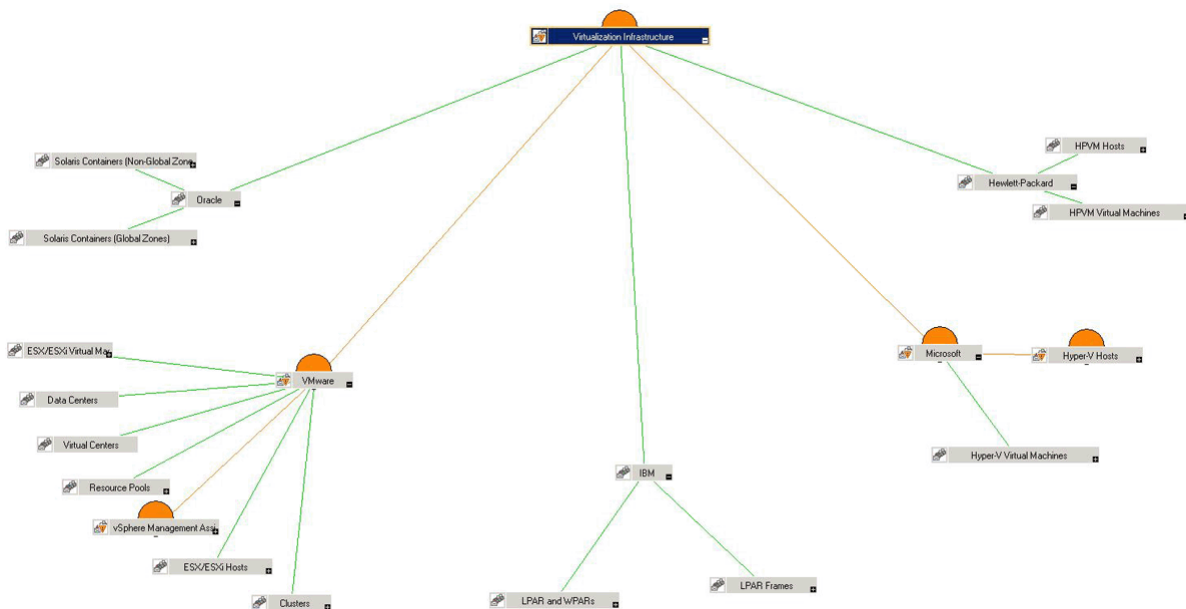 Virtualization Infrastructure
HPVM Hosts
Solaris Containers (Non-Global Zone
Hewlett-Packard
Oracle
HPVM Virtual Machines
Solaris Containers (Global Zones)
ESX/ESXi Virtual Ma
Microsoft
Hyper-V Hosts
VMware
Data Centers
Virtual Centers
Hyper-V Virtual Machines
IBM
Resource Pools
vSphere Management Assi
ESX/ESXi Hosts
LPAR Frames
LPAR and WPARs
Clusters